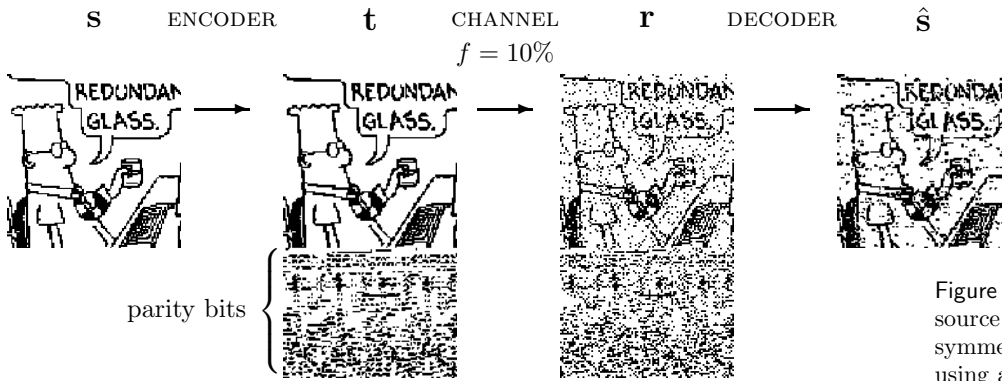 s ENCODER t CHANNEL r DECODER ŝ
f = 10%
REDUNDAN REDUNDAN REDUNDAN REDUNDAN
GLASS. GLASS. GLASS. GLASS.
parity bits
Figure
source
symme
using a